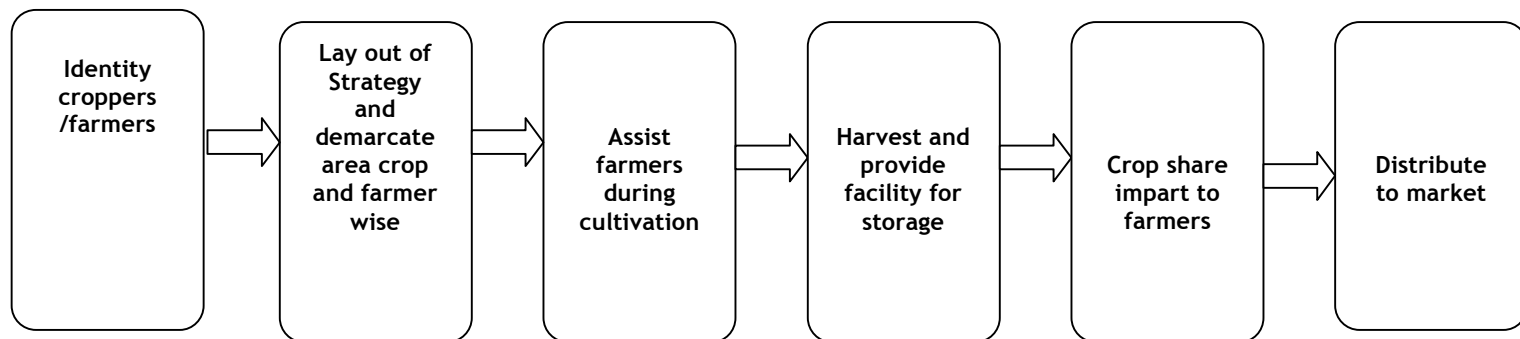 Identity
croppers
/farmers
Lay out of
Strategy
and
demarcate
area crop
and farmer
wise
Assist
farmers
during
cultivation
Harvest and
provide
facility for
storage
Crop share
impart to
farmers
Distribute
to market